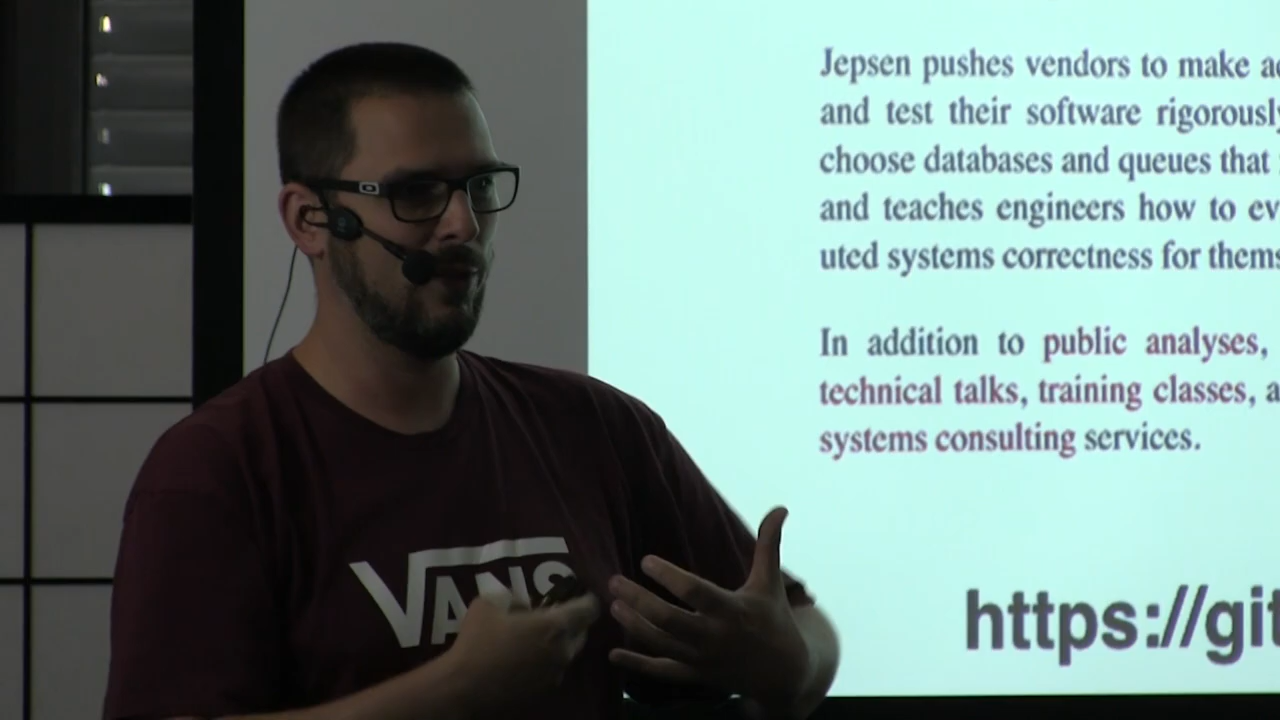 Jepsen pushes vendors to make
and test their software rigorously
choose databases and queues that
and teaches engineers how to
uted systems correctness for
In addition to public analyses,
technical talks, training classes,
systems consulting services.
https://git
VANS